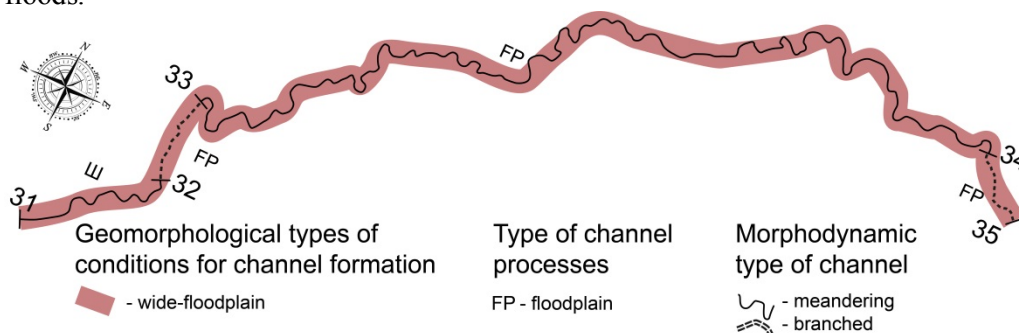 floods.
N
W
E
S
FP
33
FP
34
32
31
FP
35
Geomorphological types of
conditions for channel formation
- wide-floodplain
Type of channel
processes
FP - floodplain
Morphodynamic
type of channel
- meandering
- branched